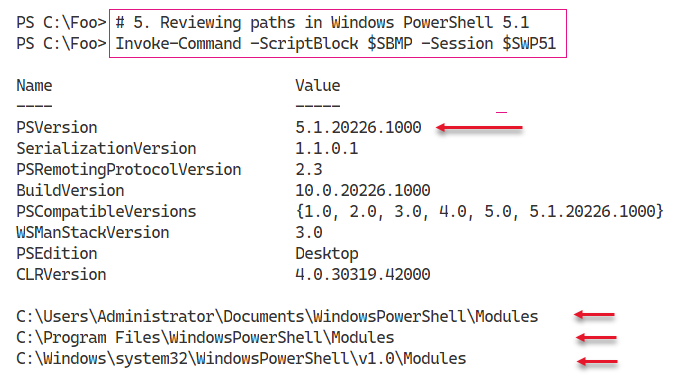 PS C:\Foo> # 5. Reviewing paths in Windows PowerShell 5.1
PS C:\Foo> Invoke-Command -ScriptBlock $SBMP -Session $SWP51
Name Value
---- -----
PSVersion 5.1.20226.1000
SerializationVersion 1.1.0.1
PSRemotingProtocolVersion 2.3
BuildVersion 10.0.20226.1000
PSCompatibleVersions {1.0, 2.0, 3.0, 4.0, 5.0, 5.1.20226.1000}
WSManStackVersion 3.0
PSEdition Desktop
CLRVersion 4.0.30319.42000
C:\Users\Administrator\Documents\WindowsPowerShell\Modules
C:\Program Files\WindowsPowerShell\Modules
C:\Windows\system32\WindowsPowerShell\v1.0\Modules